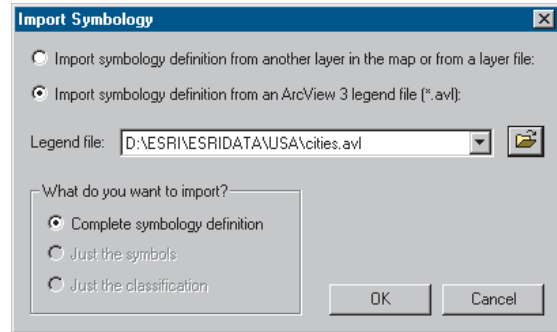 Import Symbology
Import symbology definition from another layer in the map or from a layer file:
Import symbology definition from an ArcView 3 legend file (*.avl):
Legend file: D:\ESRI\ESRIDATA\USA\cities.avl
What do you want to import?
Complete symbology definition
Just the symbols
Just the classification
OK Cancel